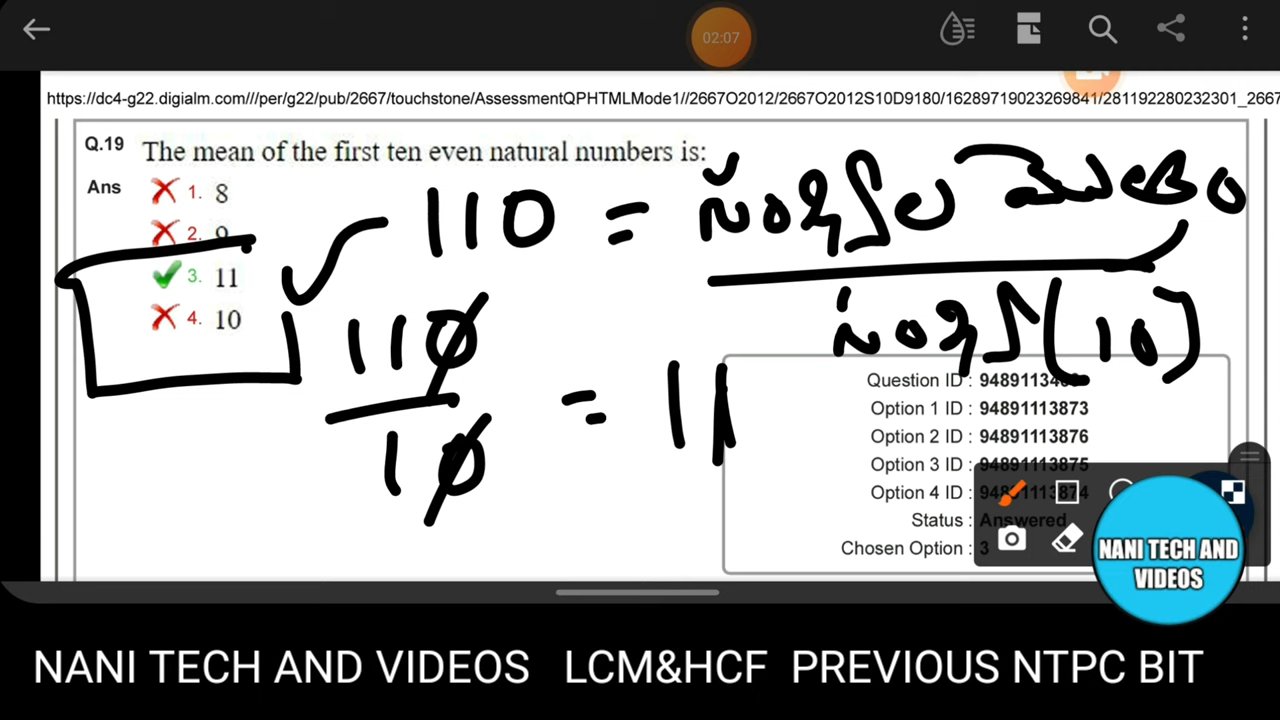 02:07
https://dc4-g22.digialm.com///per/g22/pub/2667/touchstone/AssessmentQPHTMLMode1//2667O2012/2667O2012S10D9180/16289719023269841/281192280232301_2667
Q.19 The mean of the first ten even natural numbers is:
Ans 1. 8
2. 9
3. 11
4. 10
110 =
(10)
110
10
= 11
Question ID :
Option 1 ID : 94891113873
Option 2 ID : 94891113876
Option 3 ID : 94891113875
Option 4 ID : 94891113874
Status : Answered
Chosen Option : 3
NANI TECH AND
VIDEOS
NANI TECH AND VIDEOS LCM&HCF PREVIOUS NTPC BIT